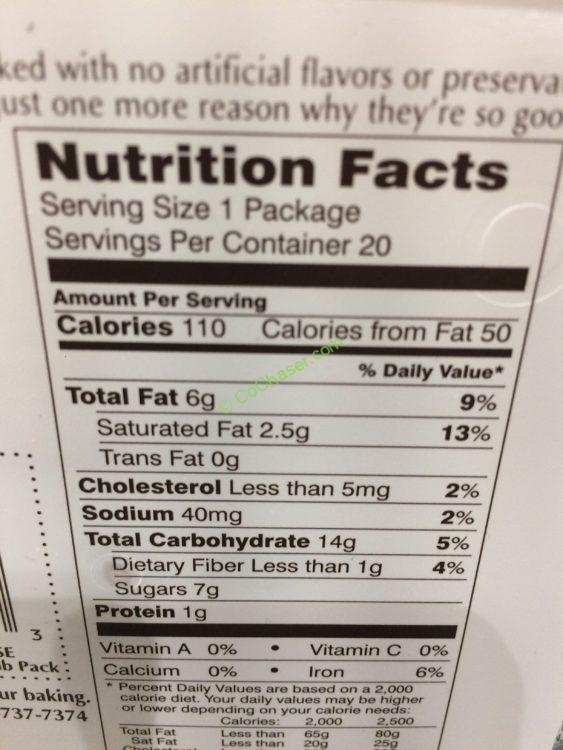 ked with no artificial flavors or preserva
ust one more reason why they're so goo
Nutrition Facts
Serving Size 1 Package
Servings Per Container 20
Amount Per Serving
Calories 110 Calories from Fat 50
% Daily Value*
Total Fat 6g 9%
Saturated Fat 2.5g 13%
Trans Fat 0g
Cholesterol Less than 5mg 2%
Sodium 40mg 2%
Total Carbohydrate 14g 5%
Dietary Fiber Less than 1g 4%
Sugars 7g
Protein 1g
Vitamin A 0% • Vitamin C 0%
Calcium 0% • Iron 6%
* Percent Daily Values are based on a 2,000
calorie diet. Your daily values may be higher
or lower depending on your calorie needs:
Calories: 2,000 2,500
Total Fat Less than 65g 80g
Sat Fat Less than 20g 25g
3
SE
lb Pack
ur baking.
737-7374
© CoChaser.com